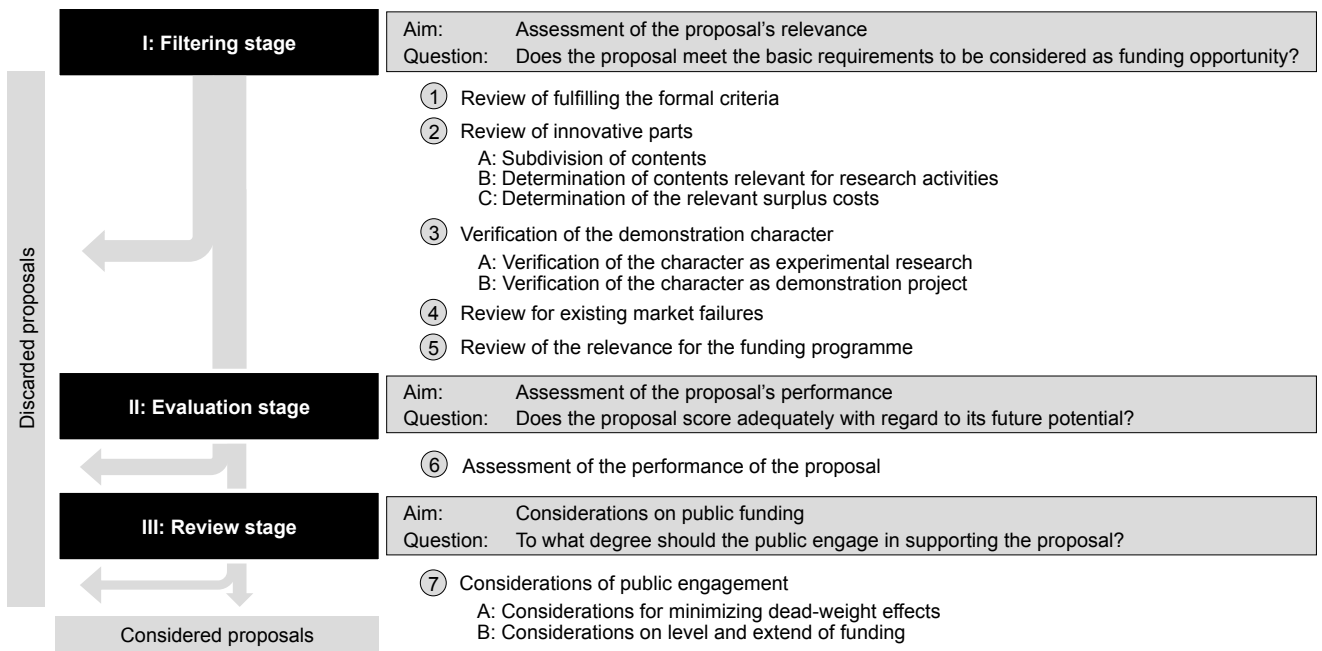 I: Filtering stage
Aim: Assessment of the proposal's relevance
Question: Does the proposal meet the basic requirements to be considered as funding opportunity?
1 Review of fulfilling the formal criteria
2 Review of innovative parts
A: Subdivision of contents
B: Determination of contents relevant for research activities
C: Determination of the relevant surplus costs
3 Verification of the demonstration character
A: Verification of the character as experimental research
B: Verification of the character as demonstration project
4 Review for existing market failures
5 Review of the relevance for the funding programme
Discarded proposals
II: Evaluation stage
Aim: Assessment of the proposal's performance
Question: Does the proposal score adequately with regard to its future potential?
6 Assessment of the performance of the proposal
III: Review stage
Aim: Considerations on public funding
Question: To what degree should the public engage in supporting the proposal?
7 Considerations of public engagement
A: Considerations for minimizing dead-weight effects
B: Considerations on level and extend of funding
Considered proposals